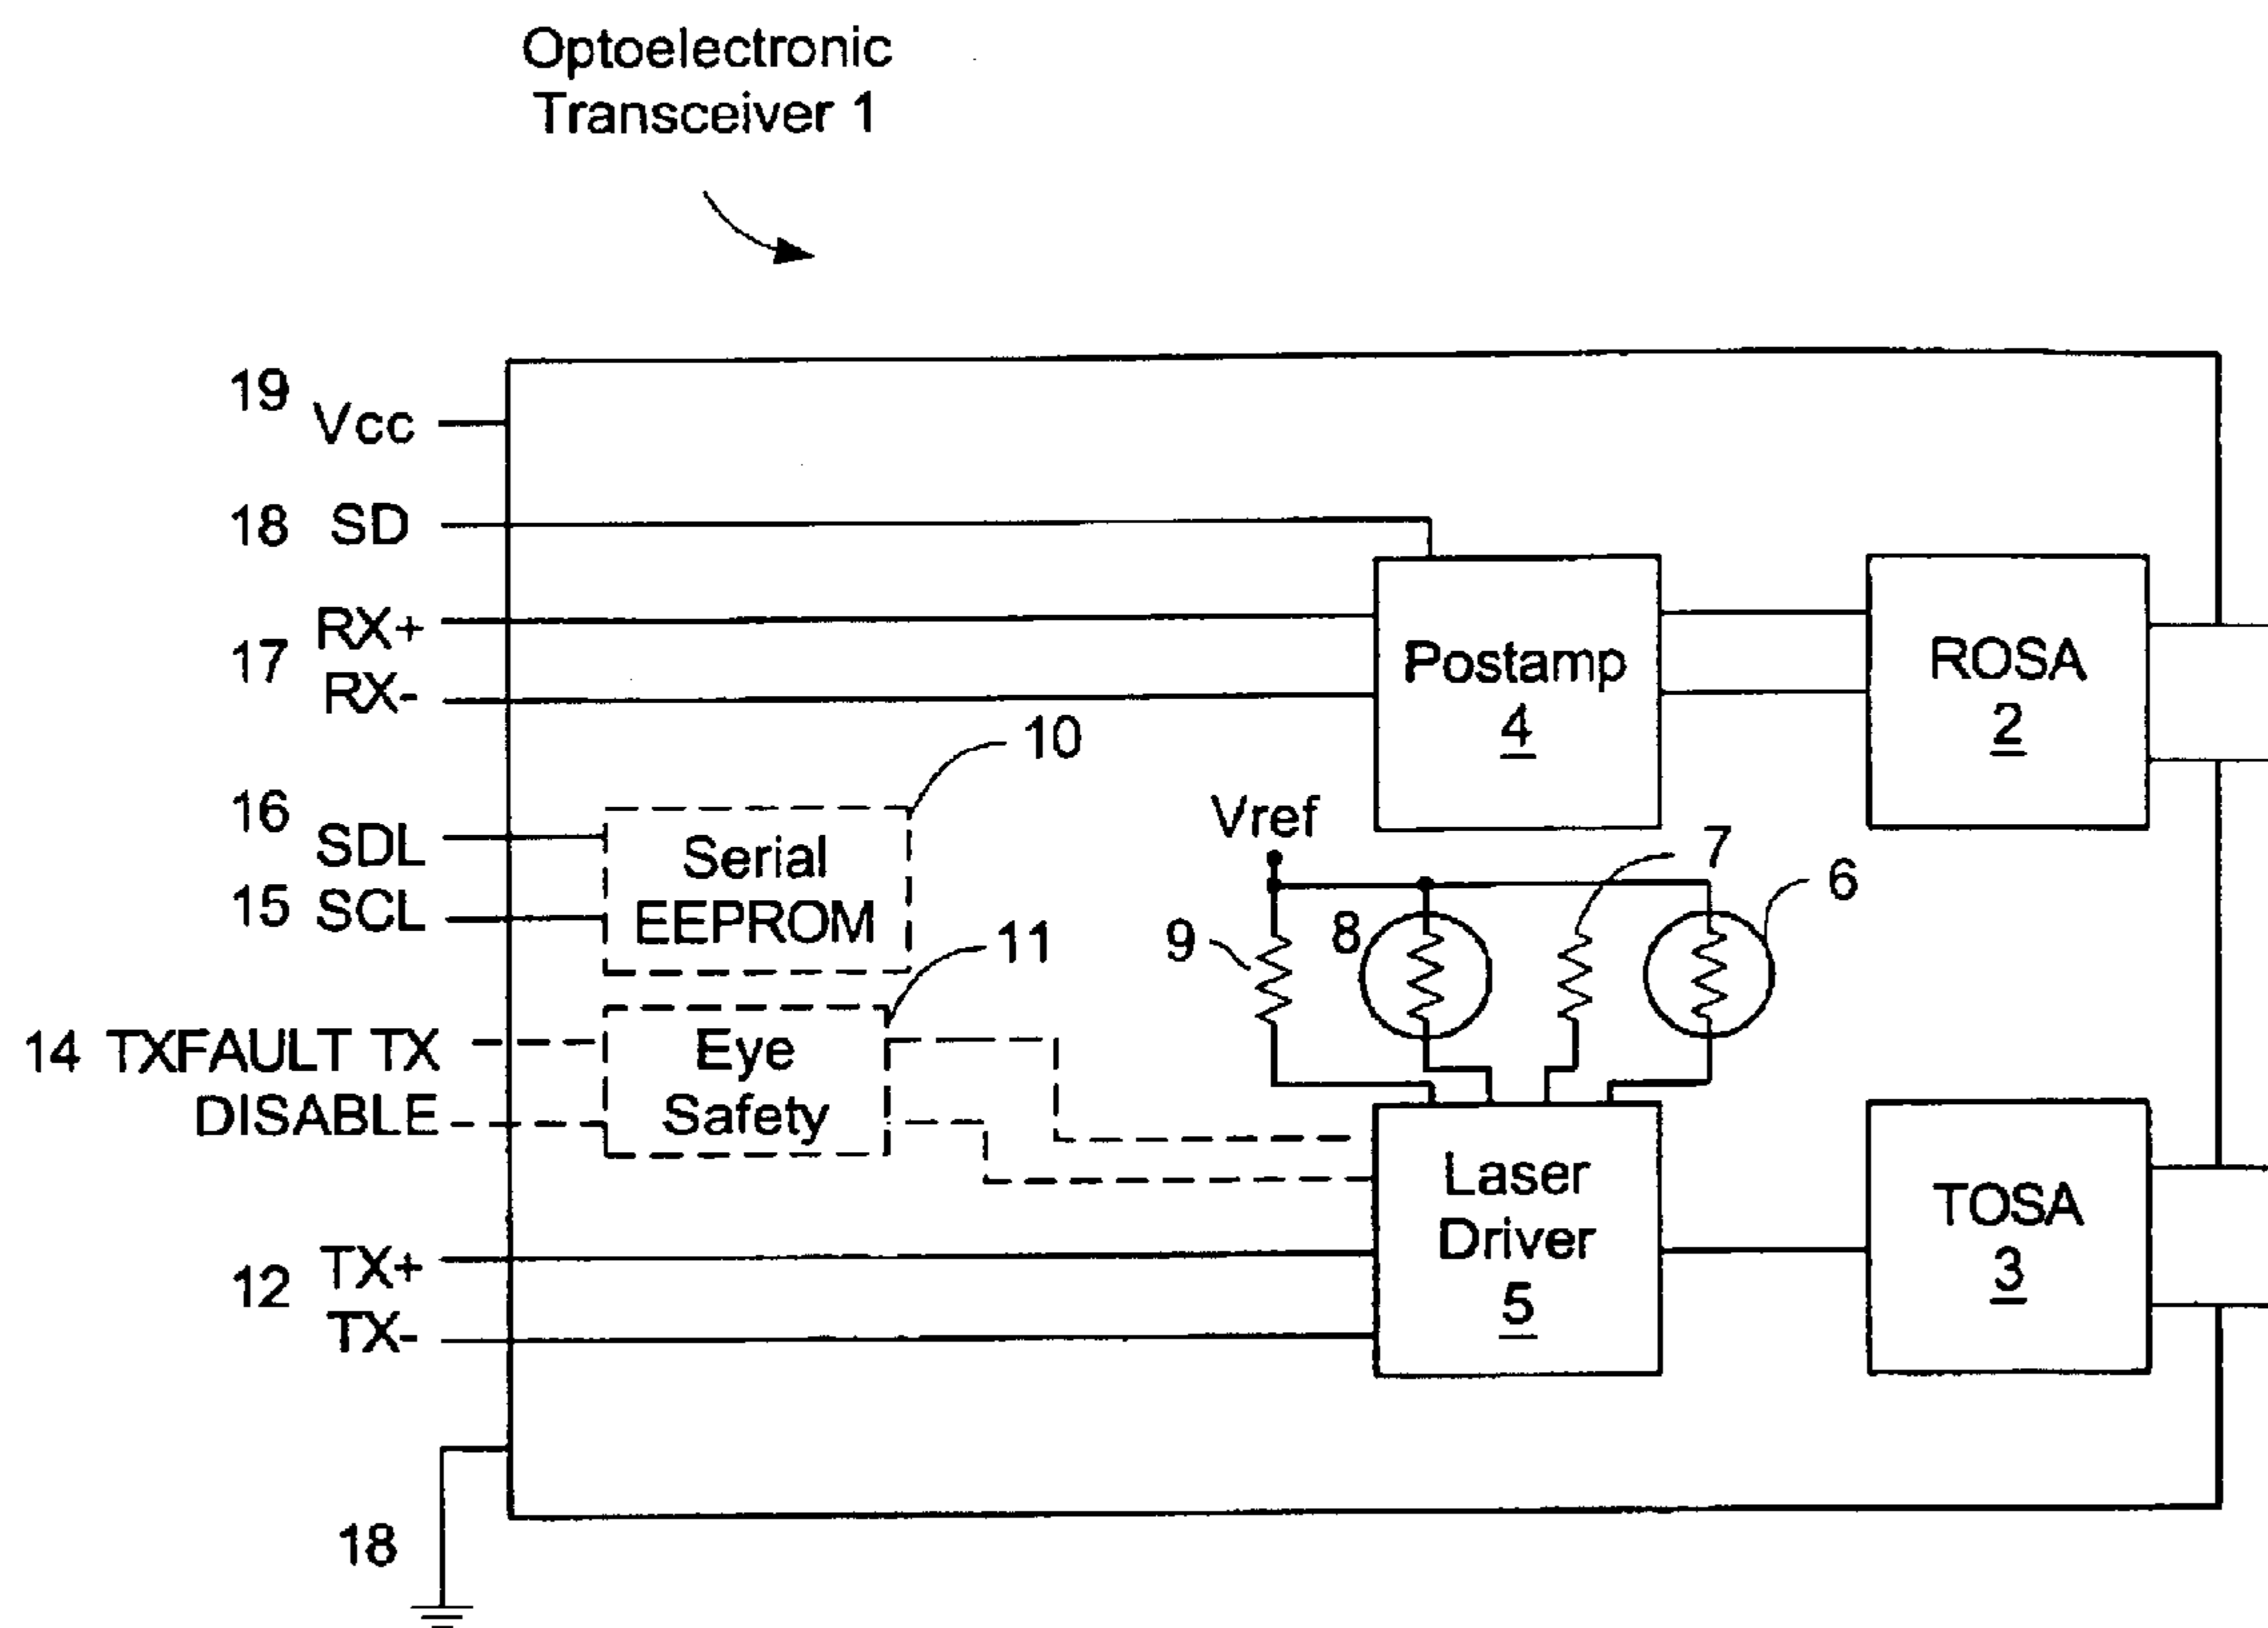 Optoelectronic
Transceiver 1
19
Vcc
18 SD
17
RX+
RX-
16
SDL
15 SCL
Serial
EEPROM
10
14 TXFAULT TX
DISABLE
Eye
Safety
11
12
TX+
TX-
18
Postamp
4
ROSA
2
Vref
9
8
7
6
Laser
Driver
5
TOSA
3